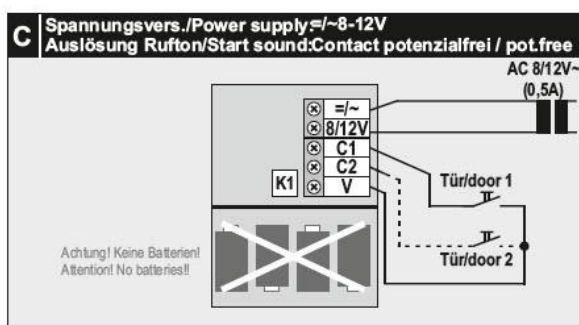 C
Spannungsvers./Power supply:=/~8-12V
Auslösung Rufton/Start sound:Contact potenzialfrei / pot.free
AC 8/12V~
(0,5A)
=/~
8/12V
C1
C2
K1
V
Tür/door 1
Tür/door 2
Achtung! Keine Batterien!
Attention! No batteries!!